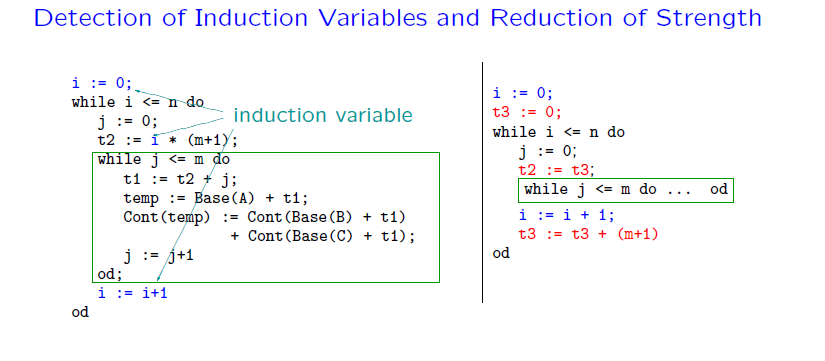 Detection of Induction Variables and Reduction of Strength
i := 0;
while i <= n do
j := 0;
t2 := i * (m+1);
while j <= m do
t1 := t2 + j;
temp := Base(A) + t1;
Cont(temp) := Cont(Base(B) + t1)
+ Cont(Base(C) + t1);
j := j+1
od;
i := i+1
od
induction variable
i := 0;
t3 := 0;
while i <= n do
j := 0;
t2 := t3;
while j <= m do ... od
i := i + 1;
t3 := t3 + (m+1)
od